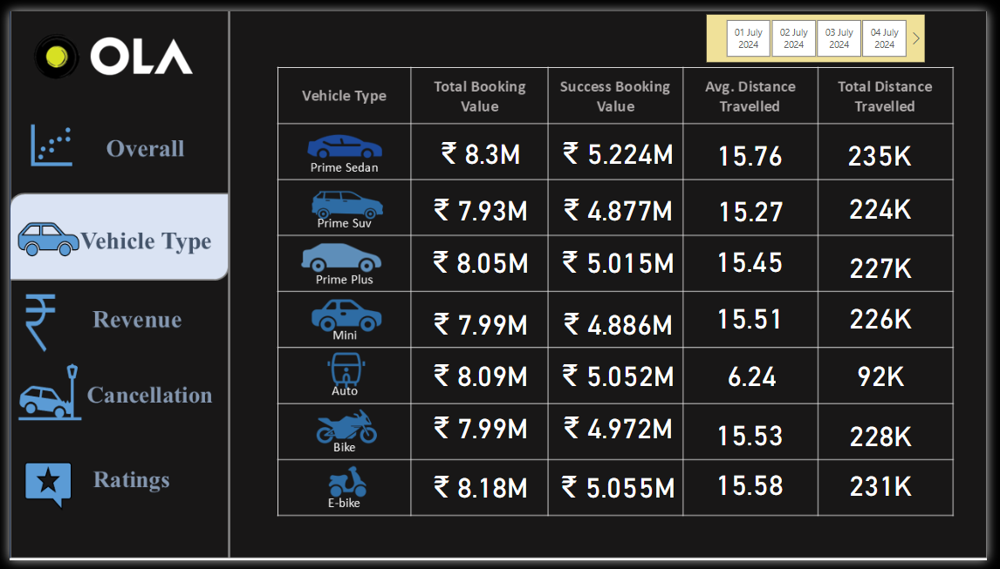 OLA
01 July 2024
02 July 2024
03 July 2024
04 July 2024
Overall
Vehicle Type
Revenue
Cancellation
Ratings
Vehicle Type
Total Booking Value
Success Booking Value
Avg. Distance Travelled
Total Distance Travelled
Prime Sedan ₹ 8.3M ₹ 5.224M 15.76 235K
Prime Suv ₹ 7.93M ₹ 4.877M 15.27 224K
Prime Plus ₹ 8.05M ₹ 5.015M 15.45 227K
Mini ₹ 7.99M ₹ 4.886M 15.51 226K
Auto ₹ 8.09M ₹ 5.052M 6.24 92K
Bike ₹ 7.99M ₹ 4.972M 15.53 228K
E-bike ₹ 8.18M ₹ 5.055M 15.58 231K